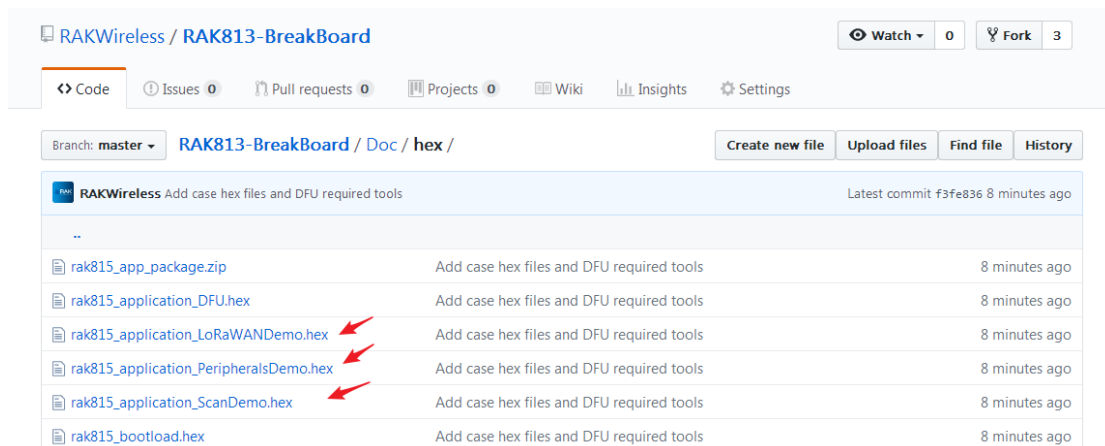 RAKWireless / RAK813-BreakBoard
Watch 0 Fork 3
Code Issues 0 Pull requests 0 Projects 0 Wiki Insights Settings
Branch: master RAK813-BreakBoard / Doc / hex / Create new file Upload files Find file History
RAK RAKWireless Add case hex files and DFU required tools Latest commit f3fe836 8 minutes ago
..
rak815_app_package.zip Add case hex files and DFU required tools 8 minutes ago
rak815_application_DFU.hex Add case hex files and DFU required tools 8 minutes ago
rak815_application_LoRaWANDemo.hex Add case hex files and DFU required tools 8 minutes ago
rak815_application_PeripheralsDemo.hex Add case hex files and DFU required tools 8 minutes ago
rak815_application_ScanDemo.hex Add case hex files and DFU required tools 8 minutes ago
rak815_bootload.hex Add case hex files and DFU required tools 8 minutes ago